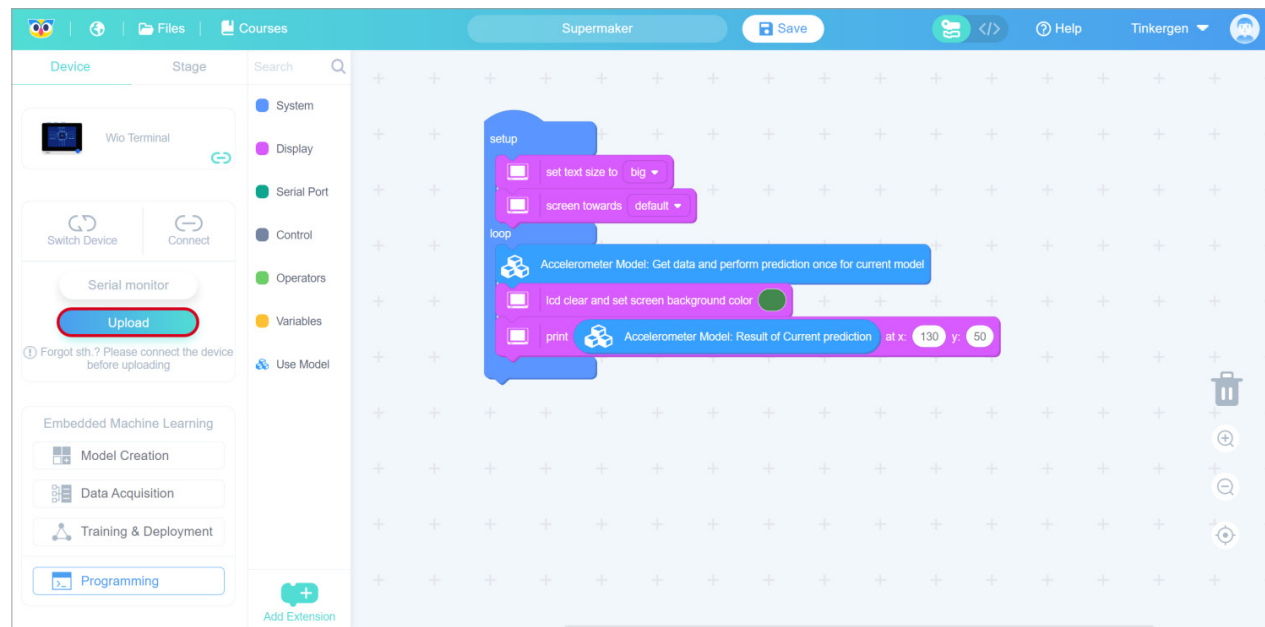 Files
Courses
Supermaker
Save
</>
Help
Tinkergen
Device
Stage
Search
Wio Terminal
Switch Device
Connect
Serial monitor
Upload
Forgot sth.? Please connect the device
before uploading
Embedded Machine Learning
Model Creation
Data Acquisition
Training & Deployment
Programming
System
Display
Serial Port
Control
Operators
Variables
Use Model
Add Extension
setup
set text size to big
screen towards default
loop
Accelerometer Model: Get data and perform prediction once for current model
lcd clear and set screen background color
print Accelerometer Model: Result of Current prediction at x: 130 y: 50